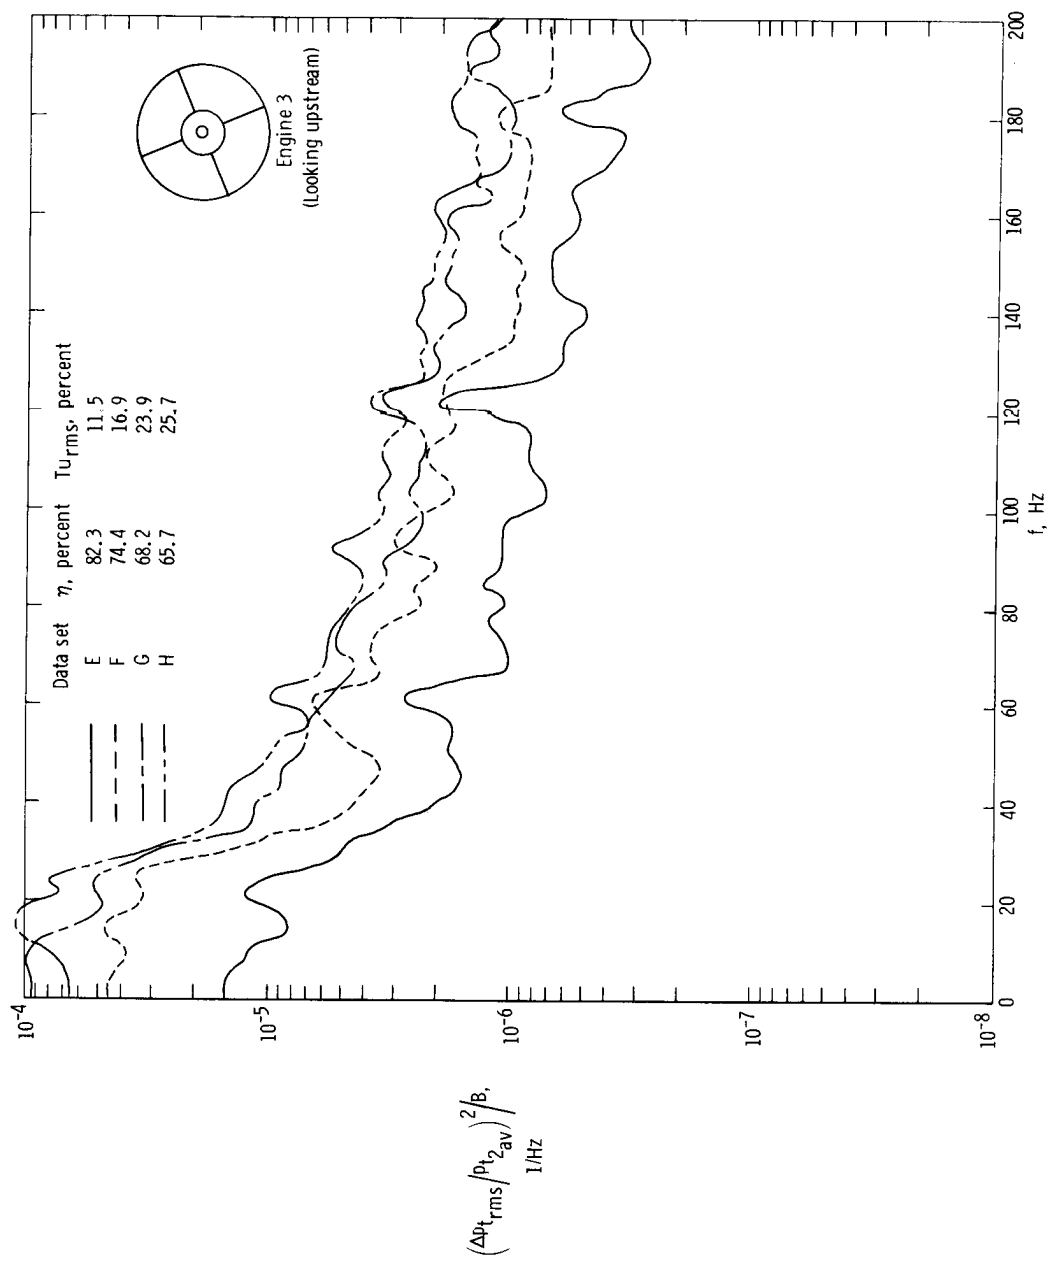 Data set η, percent Tu_rms, percent
E 82.3 11.5
F 74.4 16.9
G 68.2 23.9
H 65.7 25.7
Engine 3
(Looking upstream)
10^-4
10^-5
10^-6
10^-7
10^-8
(Δp_t_rms/p_t_2_av)^2/B,
1/Hz
0 20 40 60 80 100 120 140 160 180 200
f, Hz